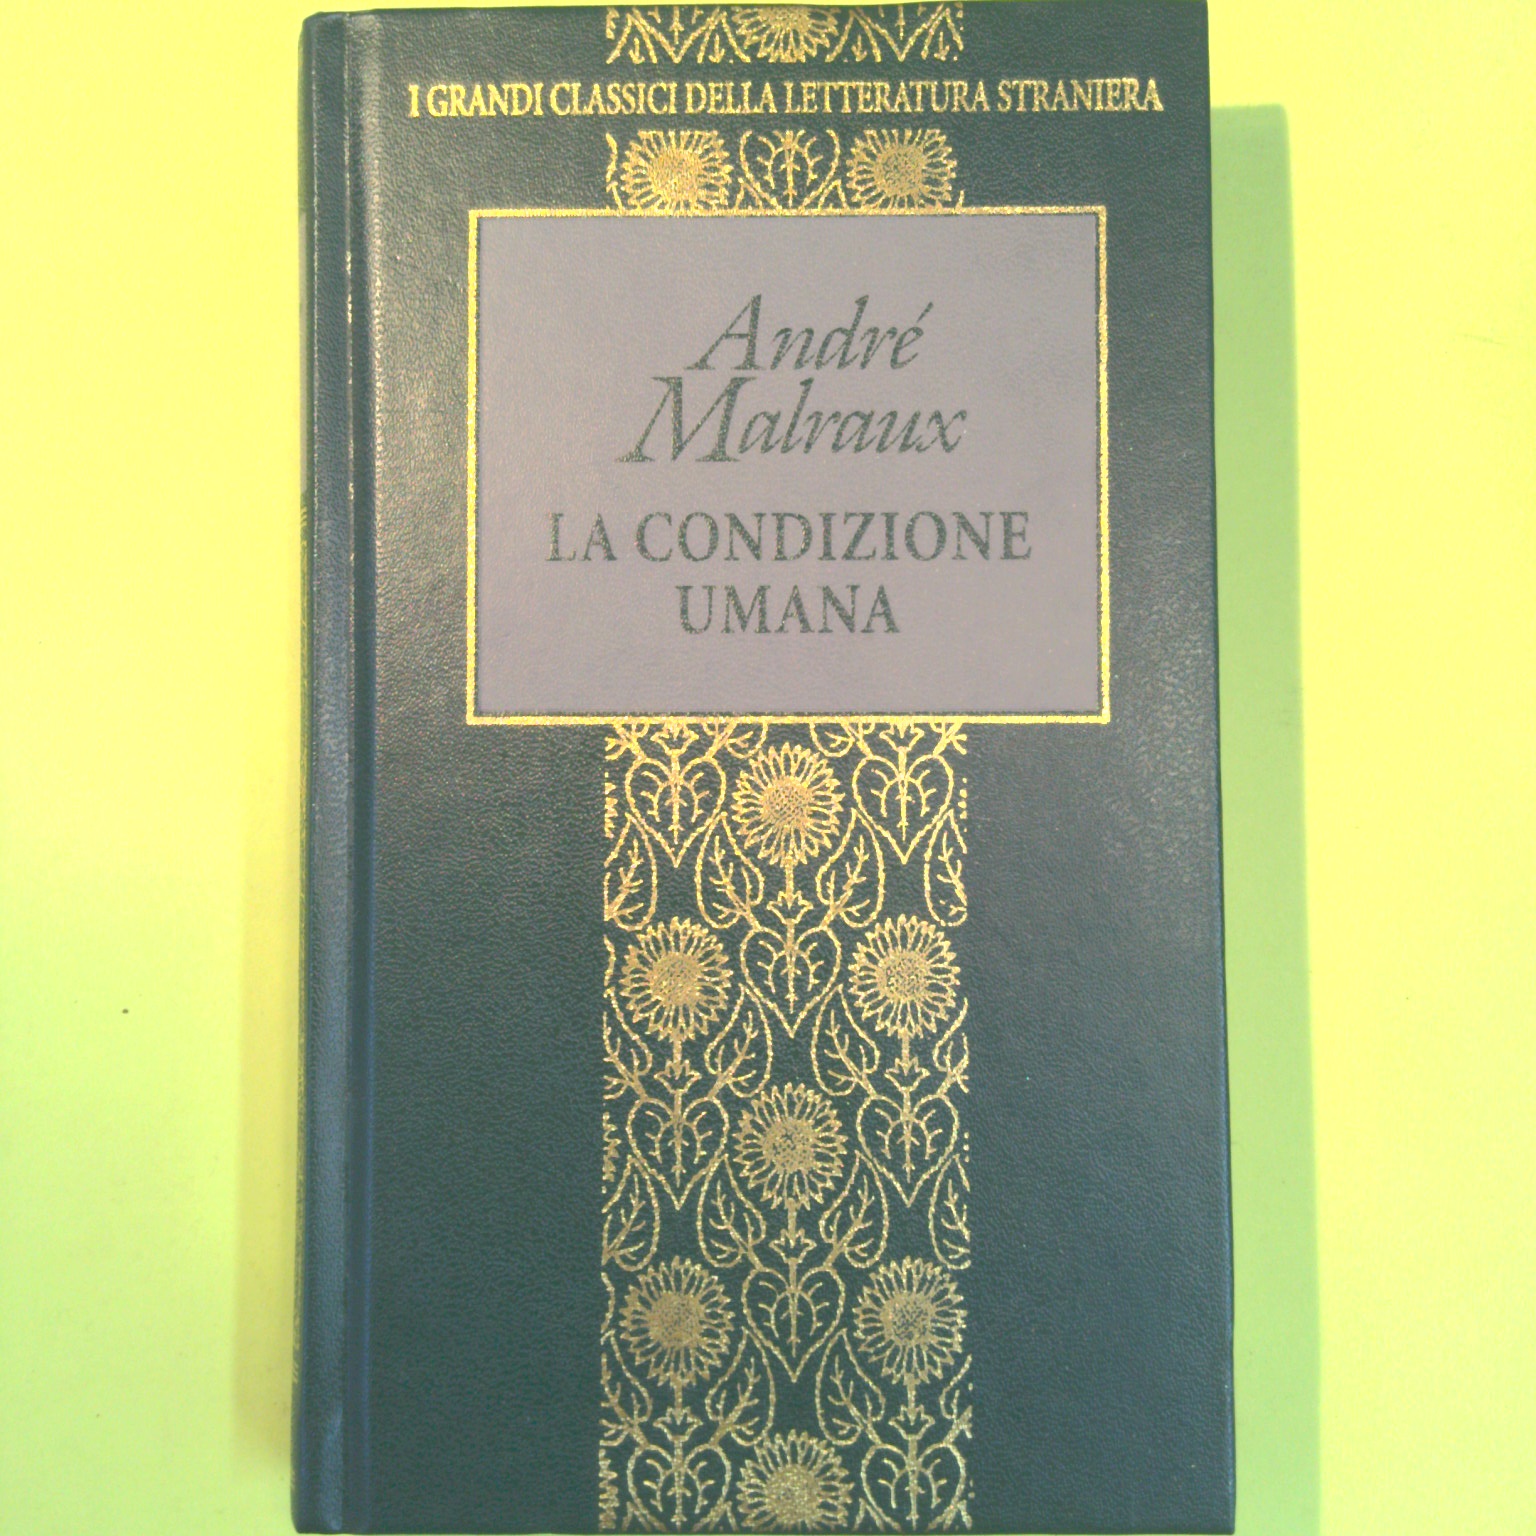 I GRANDI CLASSICI DELLA LETTERATURA STRANIERA
André
Malraux
LA CONDIZIONE
UMANA